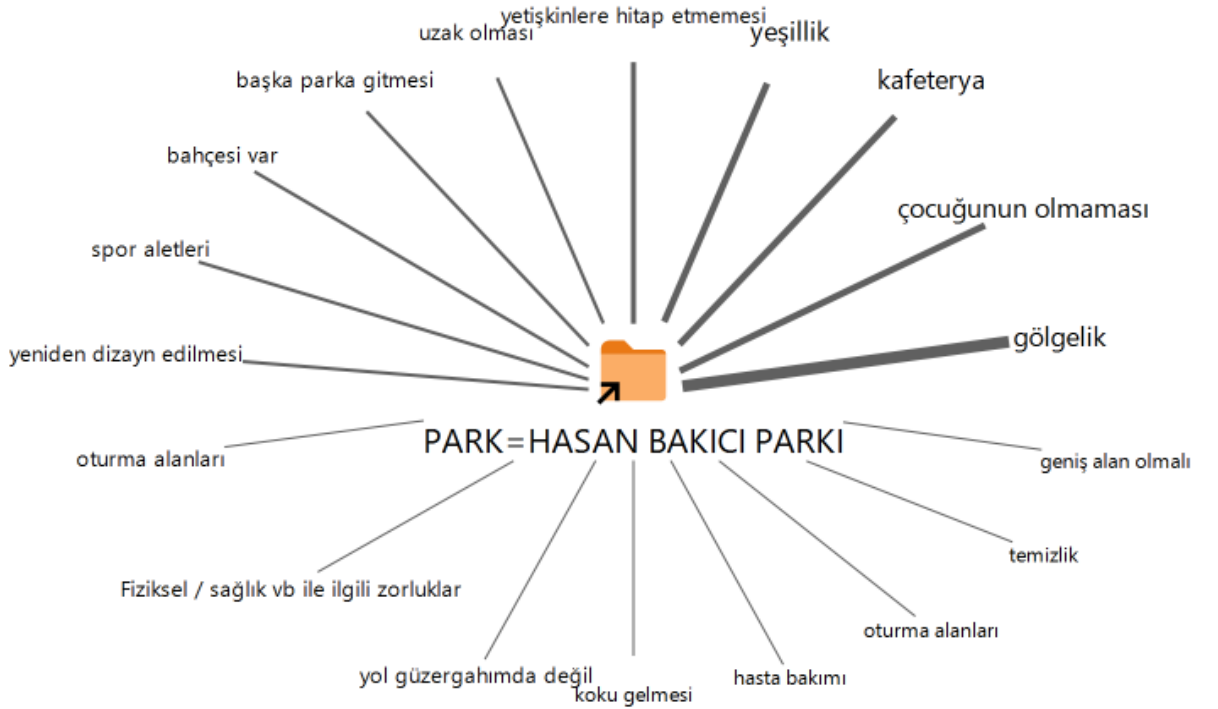 yetişkinlere hitap etmemesi
uzak olması
yeşillik
başka parka gitmesi
kafeterya
bahçesi var
çocuğunun olmaması
spor aletleri
gölgelik
yeniden dizayn edilmesi
PARK=HASAN BAKICI PARKI
oturma alanları
geniş alan olmalı
temizlik
Fiziksel / sağlık vb ile ilgili zorluklar
oturma alanları
yol güzergahımda değil
hasta bakımı
koku gelmesi